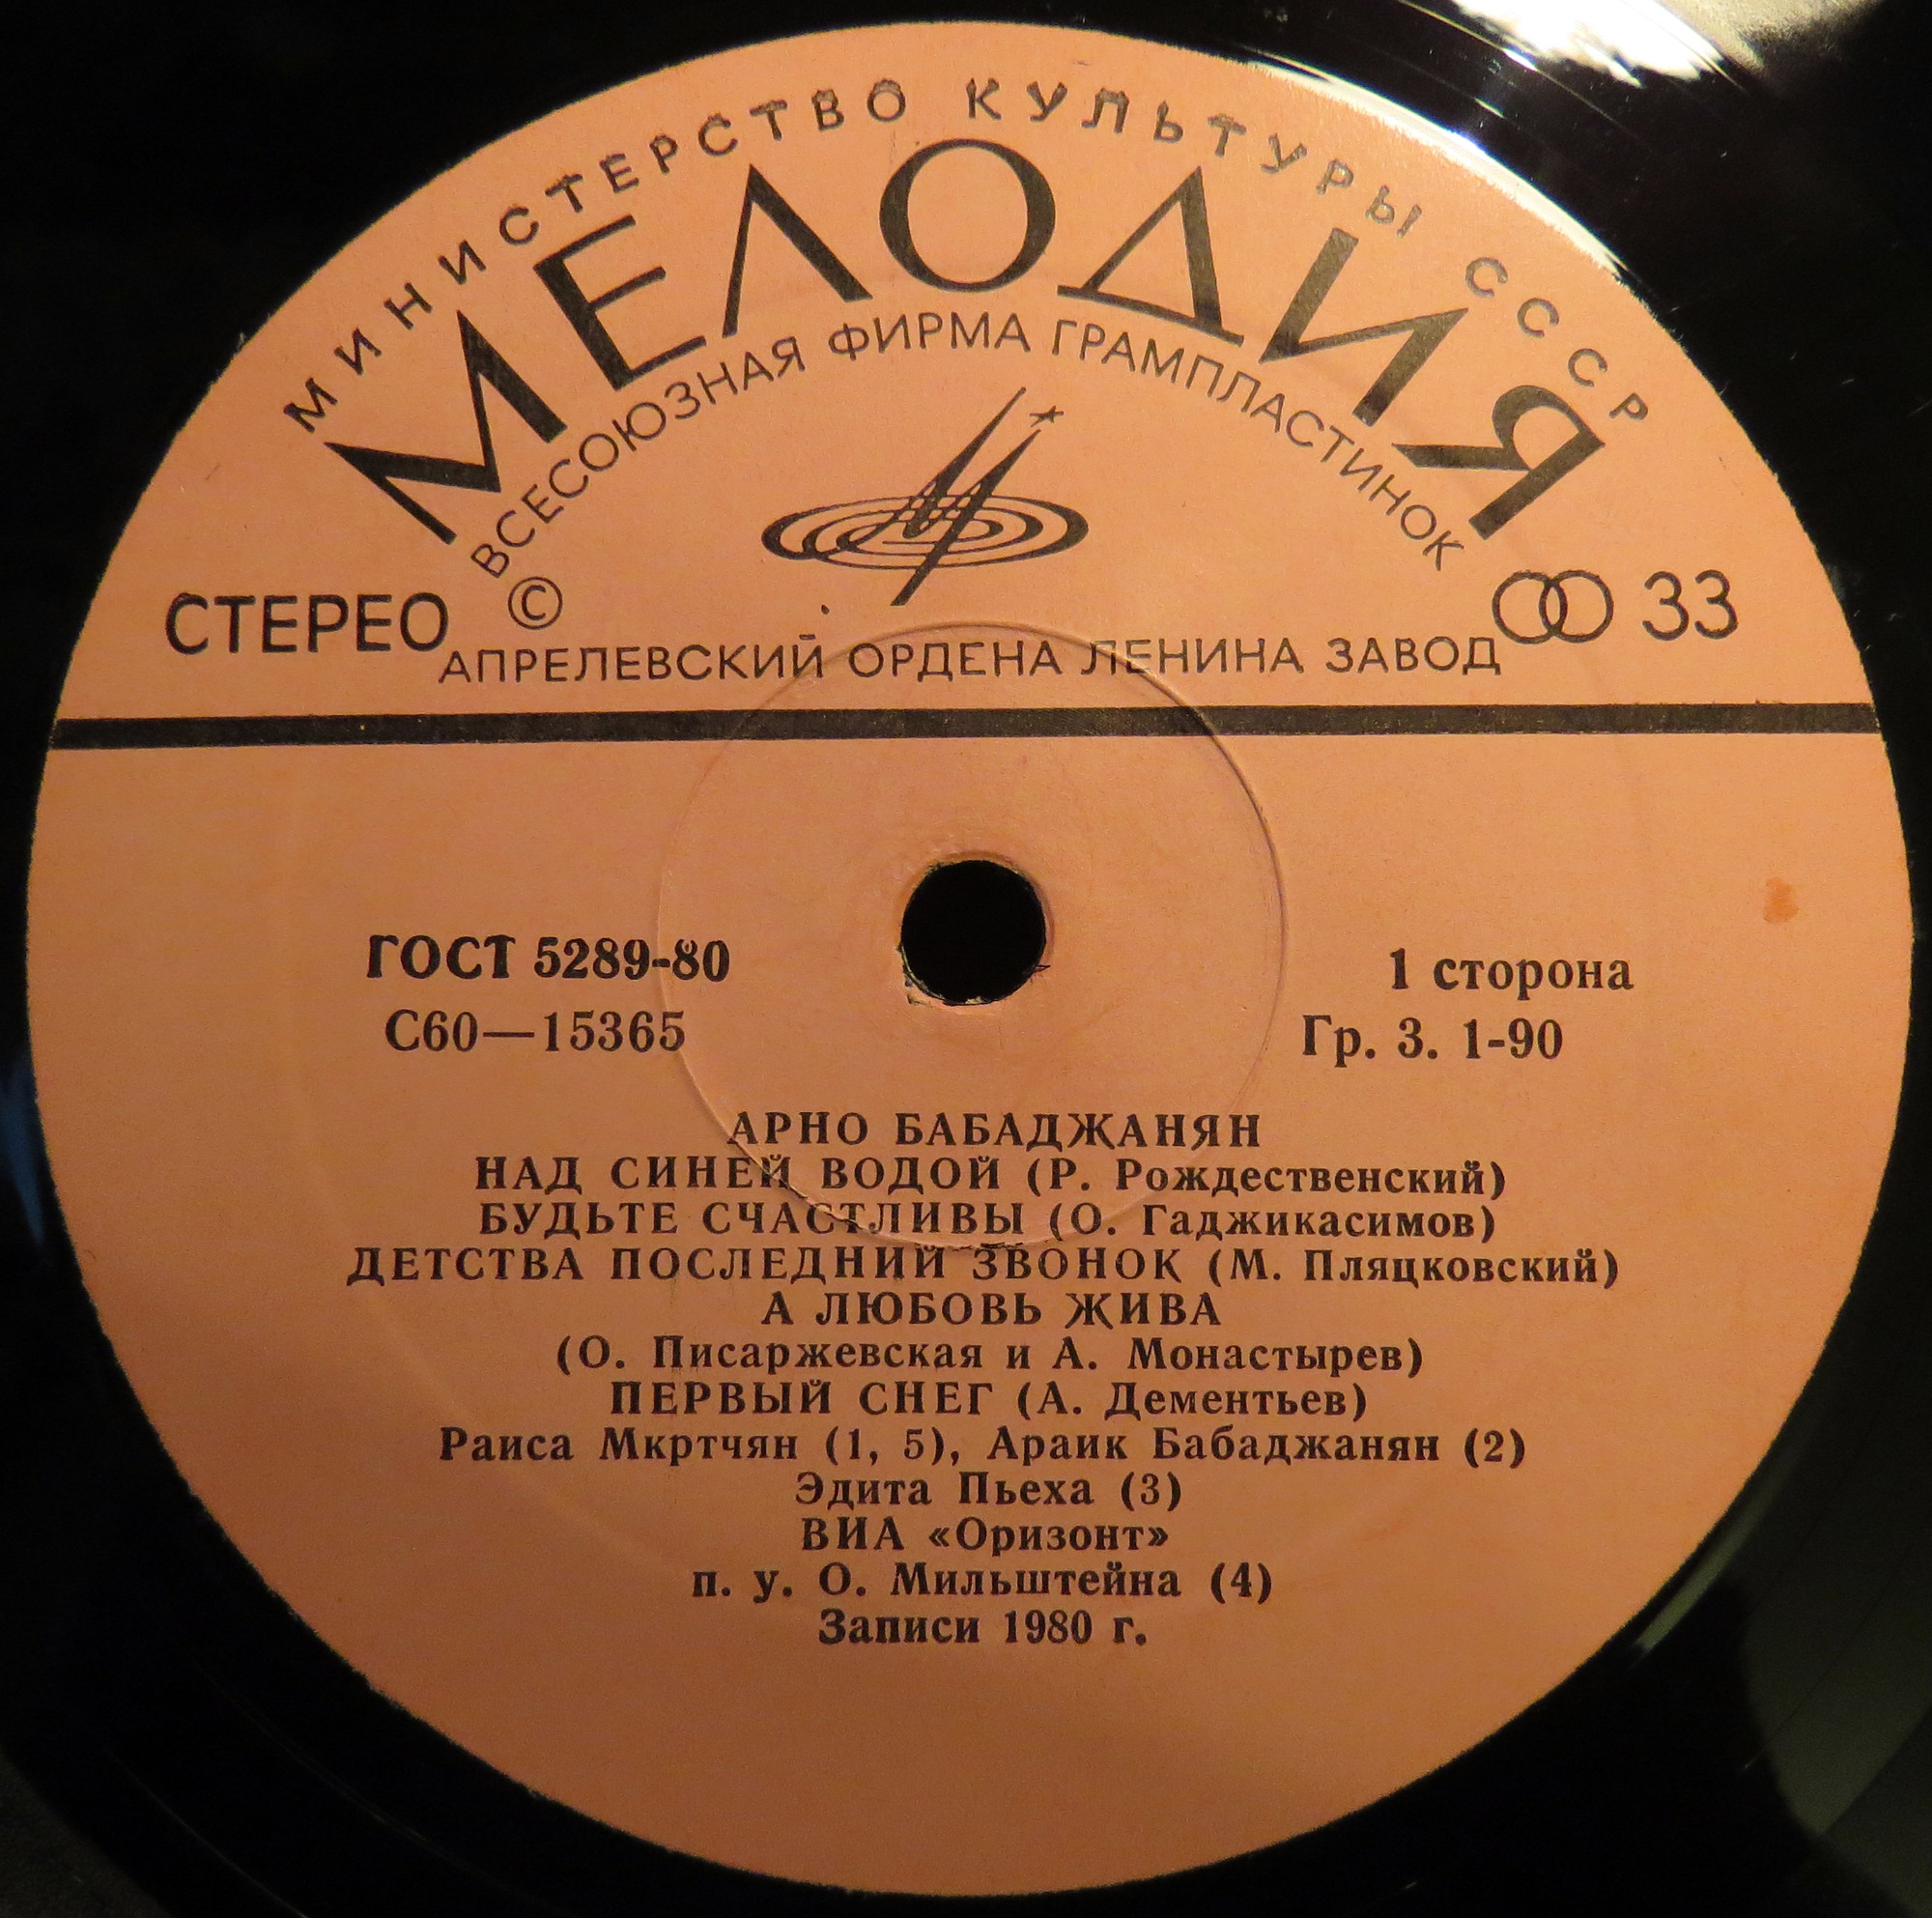 МИНИСТЕРСТВО КУЛЬТУРЫ СССР
МЕЛОДИЯ
ВСЕСОЮЗНАЯ ФИРМА ГРАМПЛАСТИНОК
СТЕРЕО © 33
АПРЕЛЕВСКИЙ ОРДЕНА ЛЕНИНА ЗАВОД
ГОСТ 5289-80 1 сторона
С60—15365 Гр. 3. 1-90
АРНО БАБАДЖАНЯН
НАД СИНЕЙ ВОДОЙ (Р. Рождественский)
БУДЬТЕ СЧАСТЛИВЫ (О. Гаджикасимов)
ДЕТСТВА ПОСЛЕДНИЙ ЗВОНОК (М. Пляцковский)
А ЛЮБОВЬ ЖИВА
(О. Писаржевская и А. Монастырев)
ПЕРВЫЙ СНЕГ (А. Дементьев)
Раиса Мкртчян (1, 5), Араик Бабаджанян (2)
Эдита Пьеха (3)
ВИА «Оризонт»
п. у. О. Мильштейна (4)
Записи 1980 г.